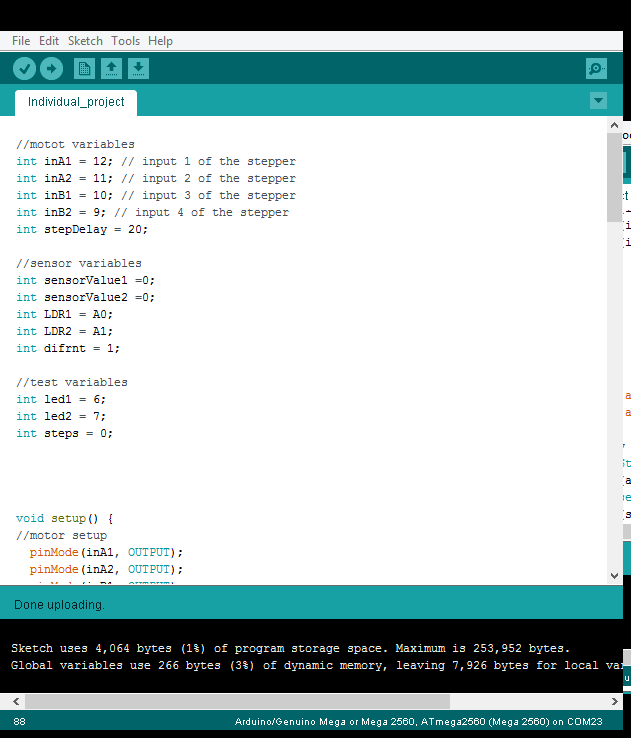 File Edit Sketch Tools Help
Individual_project
//motot variables
int inA1 = 12; // input 1 of the stepper
int inA2 = 11; // input 2 of the stepper
int inB1 = 10; // input 3 of the stepper
int inB2 = 9; // input 4 of the stepper
int stepDelay = 20;
//sensor variables
int sensorValue1 =0;
int sensorValue2 =0;
int LDR1 = A0;
int LDR2 = A1;
int difrnt = 1;
//test variables
int led1 = 6;
int led2 = 7;
int steps = 0;
void setup() {
//motor setup
pinMode(inA1, OUTPUT);
pinMode(inA2, OUTPUT);
Done uploading.
Sketch uses 4,064 bytes (1%) of program storage space. Maximum is 253,952 bytes.
Global variables use 266 bytes (3%) of dynamic memory, leaving 7,926 bytes for local
88 Arduino/Genuino Mega or Mega 2560, ATmega2560 (Mega 2560) on COM23